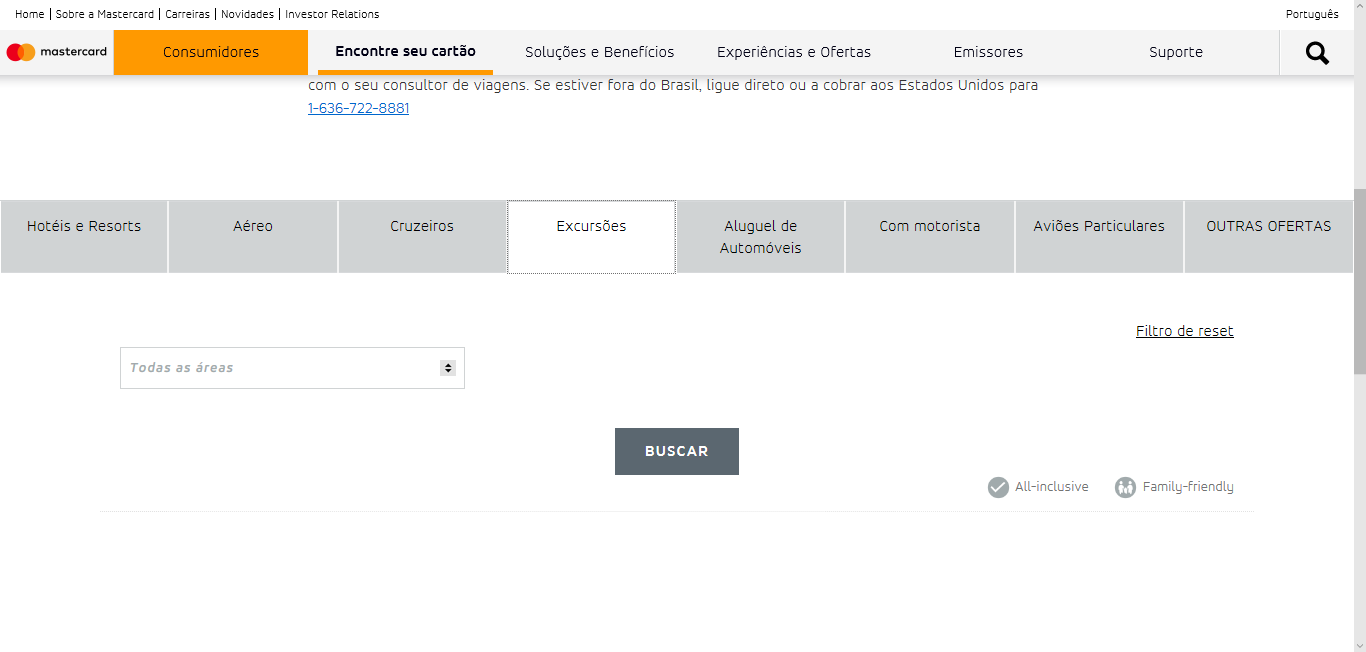 Home | Sobre a Mastercard | Carreiras | Novidades | Investor Relations
Português
mastercard
Consumidores
Encontre seu cartão
Soluções e Benefícios
Experiências e Ofertas
Emissores
Suporte
com o seu consultor de viagens. Se estiver fora do Brasil, ligue direto ou a cobrar aos Estados Unidos para
1-636-722-8881
Hotéis e Resorts
Aéreo
Cruzeiros
Excursões
Aluguel de
Automóveis
Com motorista
Aviões Particulares
OUTRAS OFERTAS
Filtro de reset
Todas as áreas
BUSCAR
All-inclusive
Family-friendly